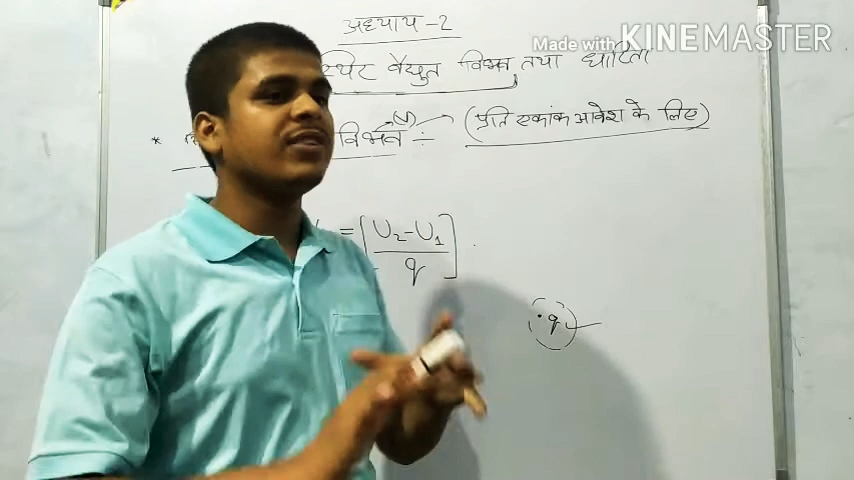 अध्याय-2
Made with KINEMASTER
स्थिर वैद्युत विभव तथा धारिता
* विभव (V) ÷ (प्रति एकांक आवेश के लिए)
= [U₂-U₁
q]
q